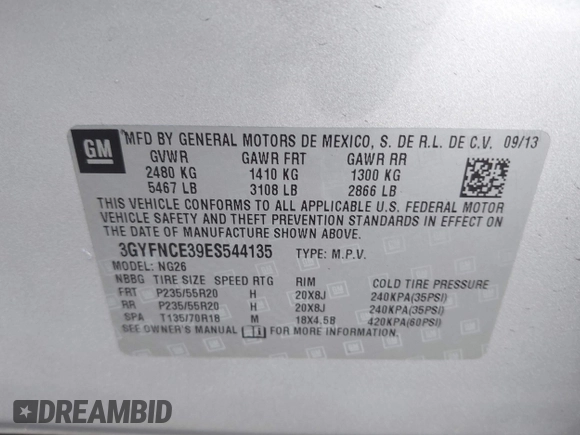 GM
MFD BY GENERAL MOTORS DE MEXICO, S. DE R.L. DE C.V. 09/13
GVWR GAWR FRT GAWR RR
2480 KG 1410 KG 1300 KG
5467 LB 3108 LB 2866 LB
THIS VEHICLE CONFORMS TO ALL APPLICABLE U.S. FEDERAL MOTOR
VEHICLE SAFETY AND THEFT PREVENTION STANDARDS IN EFFECT ON
THE DATE OF MANUFACTURE SHOWN ABOVE.
3GYFNCE39ES544135 TYPE: M.P.V.
MODEL: NG26
NBBG TIRE SIZE SPEED RTG RIM COLD TIRE PRESSURE
FRT P235/55R20 H 20X8J 240KPA(35PSI)
RR P235/55R20 H 20X8J 240KPA(35PSI)
SPA T135/70R18 M 18X4.5B 420KPA(60PSI)
SEE OWNER'S MANUAL FOR MORE INFORMATION.
DREAMBID